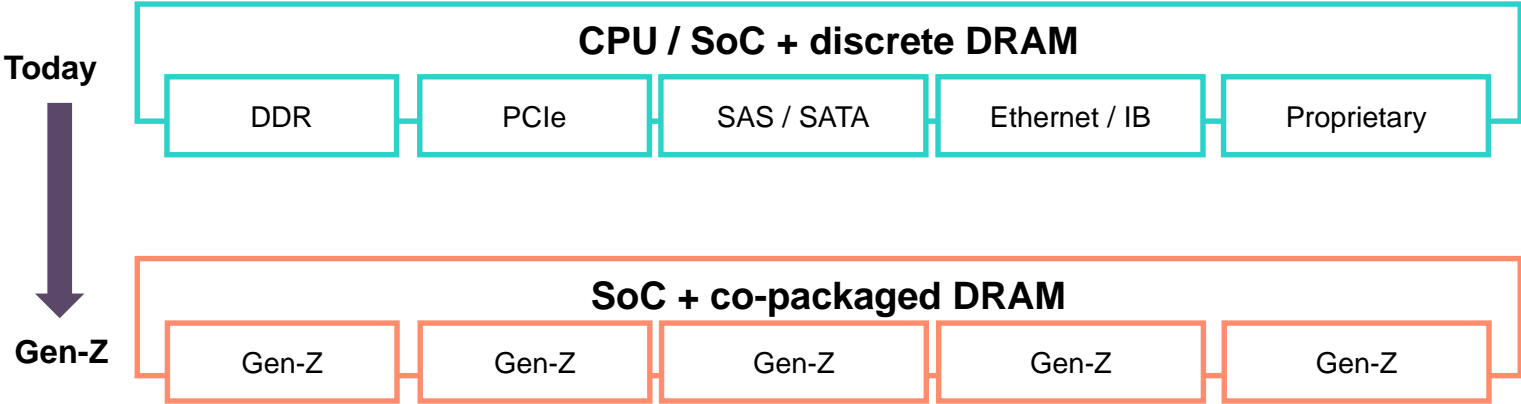 CPU / SoC + discrete DRAM
Today
DDR
PCIe
SAS / SATA
Ethernet / IB
Proprietary
SoC + co-packaged DRAM
Gen-Z
Gen-Z
Gen-Z
Gen-Z
Gen-Z
Gen-Z